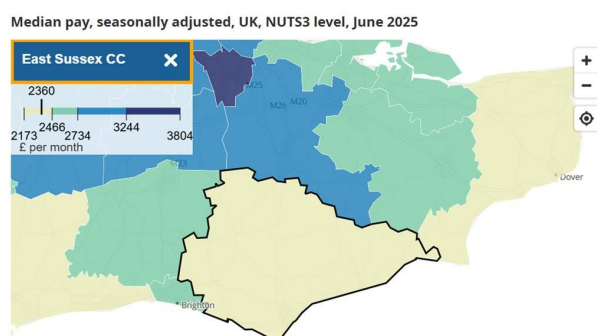 Median pay, seasonally adjusted, UK, NUTS3 level, June 2025
East Sussex CC
2360
2173 2466 2734 3244 3804
£ per month
M25
M26 M20
M23
Dover
Brighton